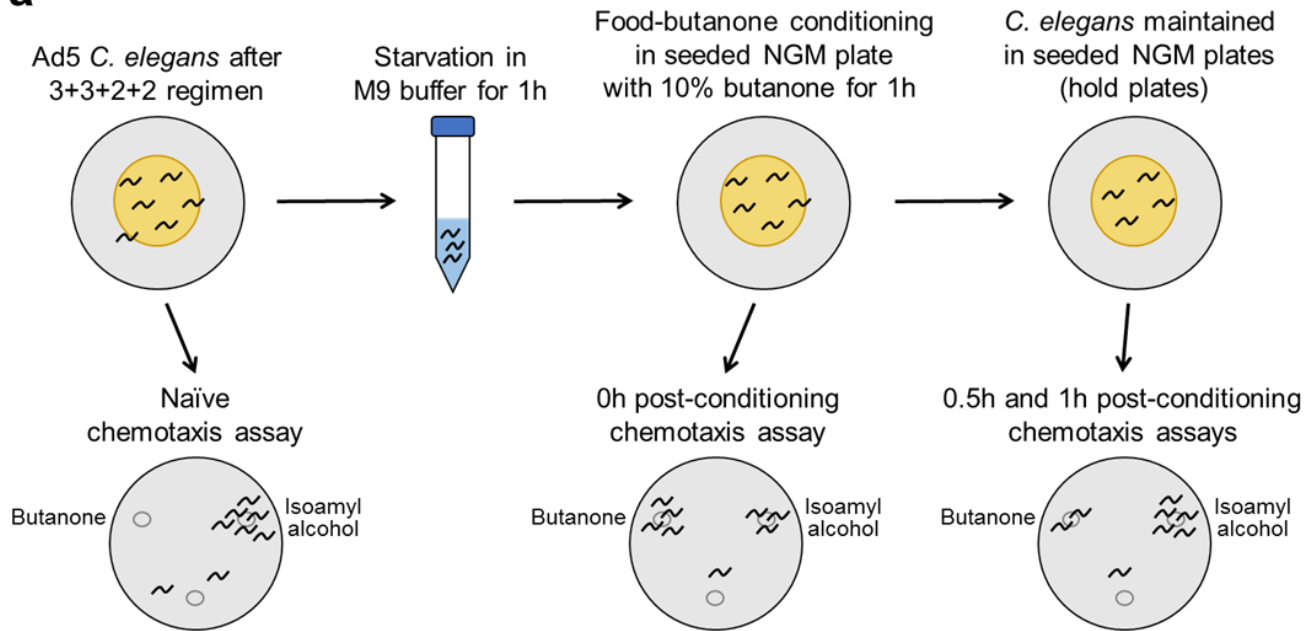 a
Ad5 C. elegans after
3+3+2+2 regimen
Starvation in
M9 buffer for 1h
Food-butanone conditioning
in seeded NGM plate
with 10% butanone for 1h
C. elegans maintained
in seeded NGM plates
(hold plates)
Naïve
chemotaxis assay
0h post-conditioning
chemotaxis assay
0.5h and 1h post-conditioning
chemotaxis assays
Butanone
Isoamyl
alcohol
Butanone
Isoamyl
alcohol
Butanone
Isoamyl
alcohol